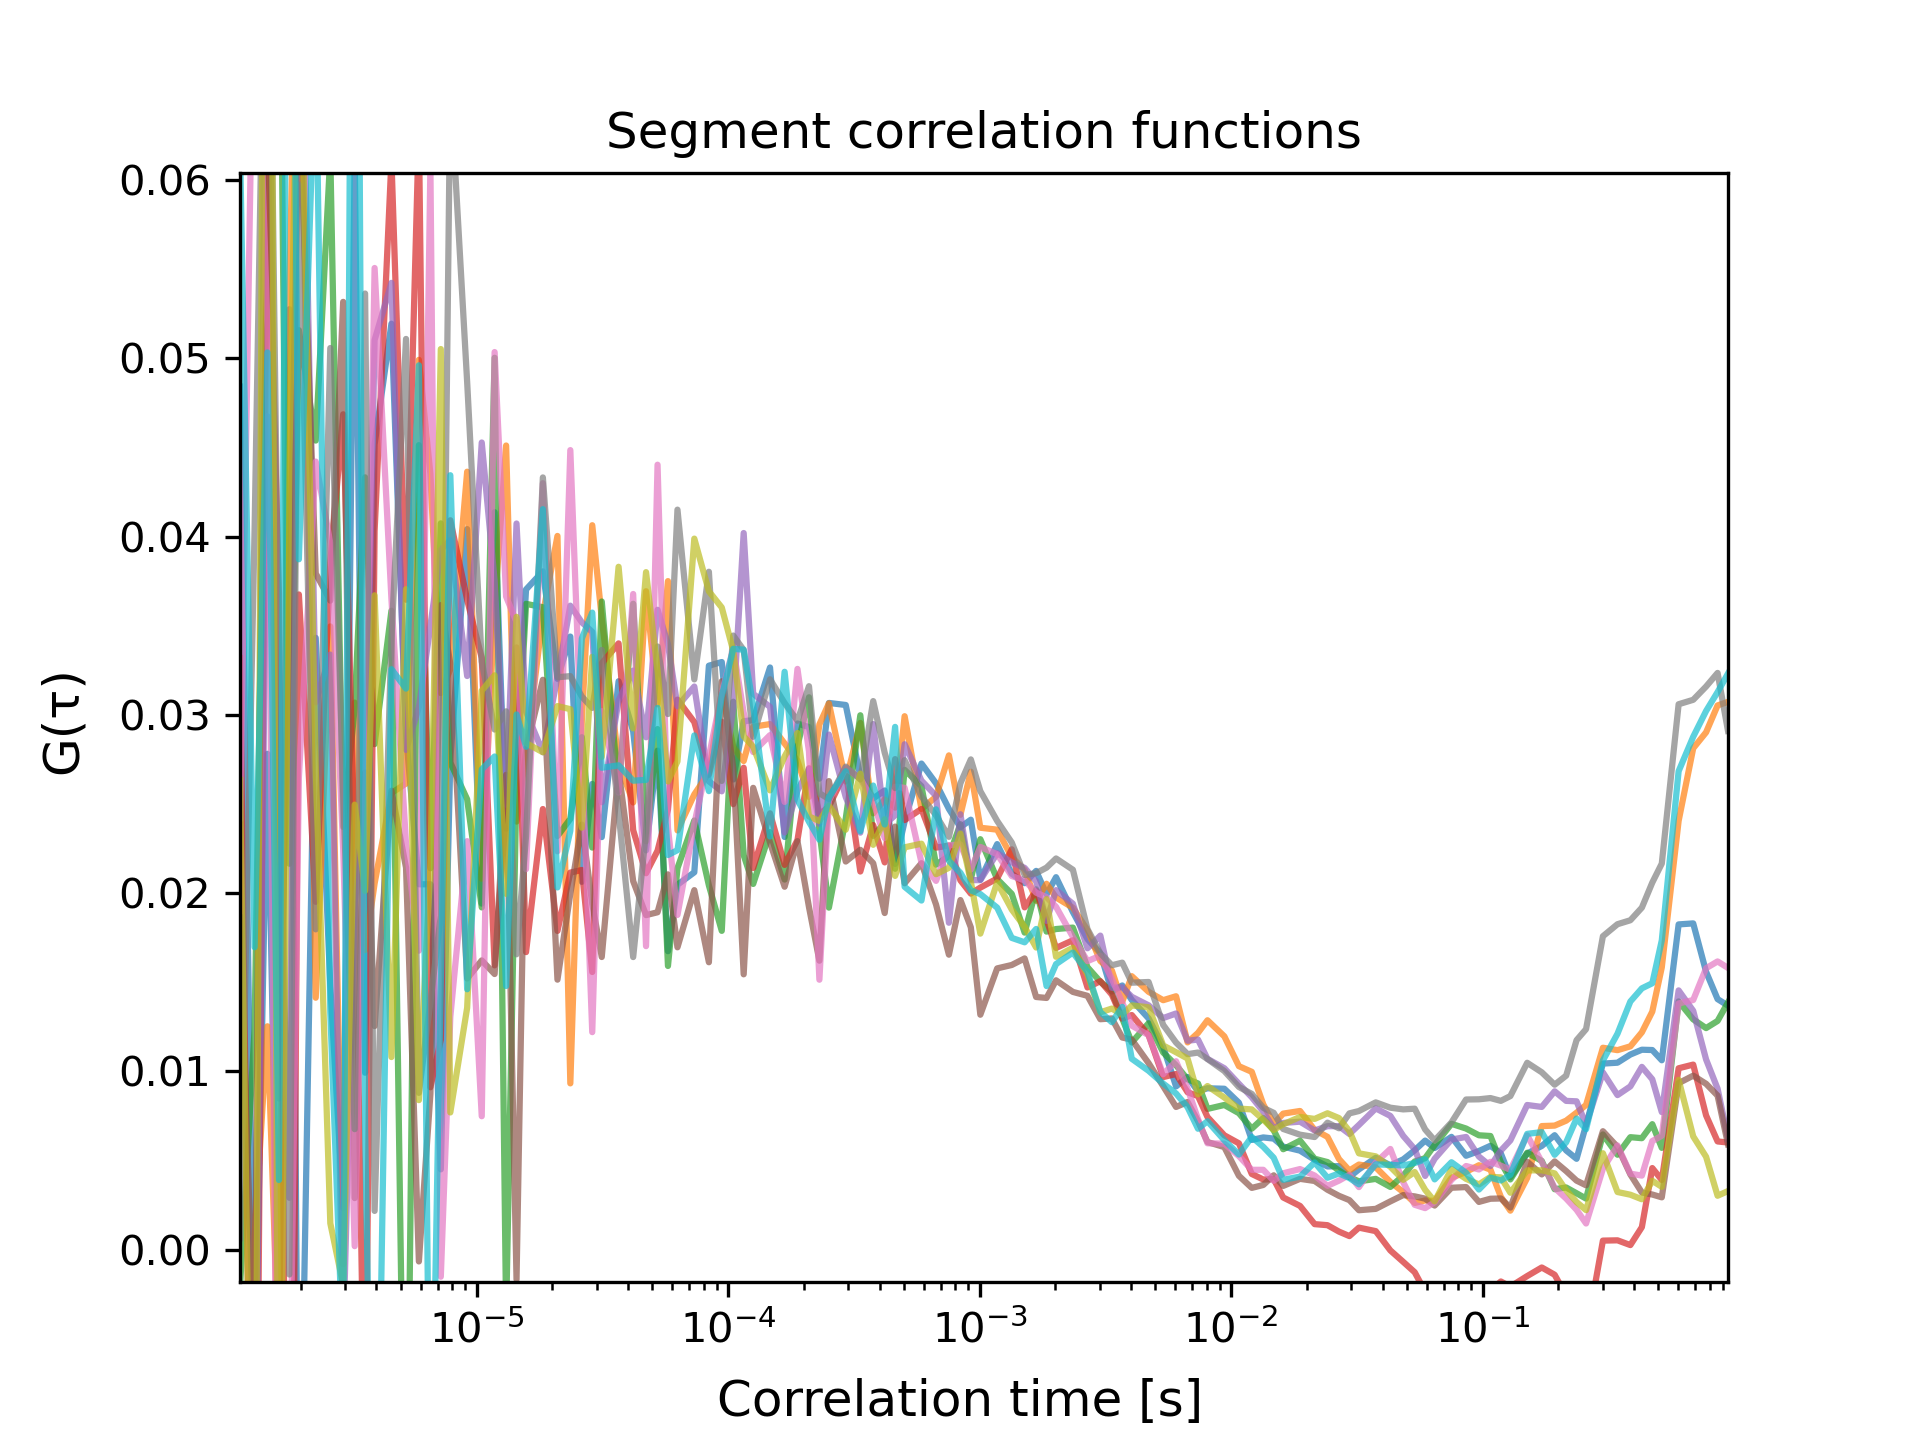 Segment correlation functions
0.06
0.05
0.04
0.03
0.02
0.01
0.00
G(τ)
10⁻⁵ 10⁻⁴ 10⁻³ 10⁻² 10⁻¹
Correlation time [s]